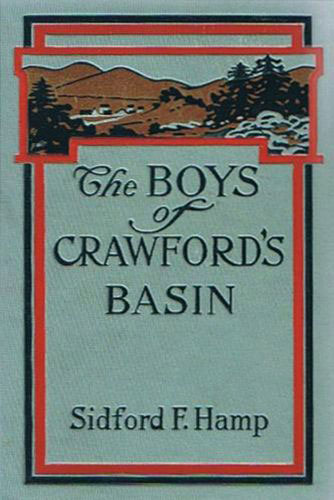 The BOYS
of
CRAWFORD'S
BASIN
Sidford F. Hamp